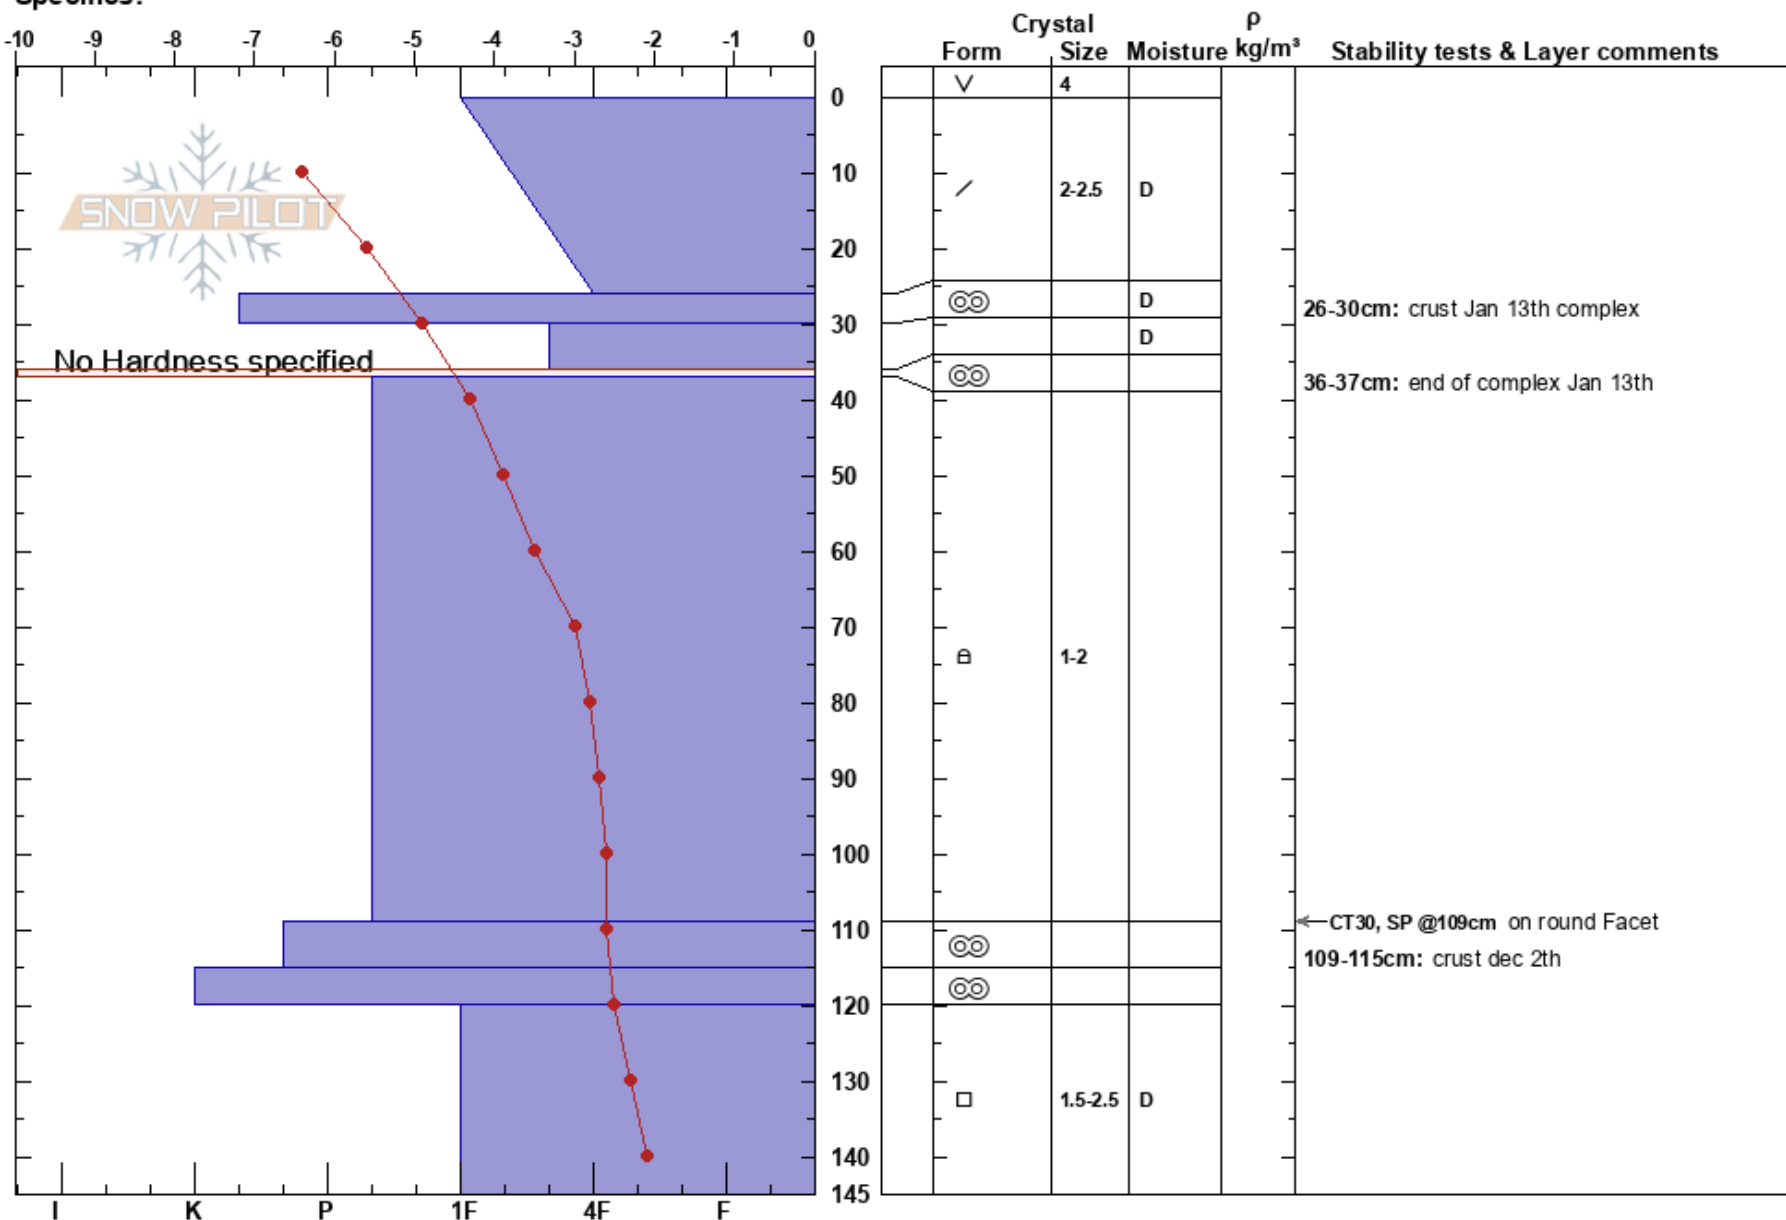 Specifics:
Crystal ρ
-10 -9 -8 -7 -6 -5 -4 -3 -2 -1 0 Form Size Moisture kg/m³ Stability tests & Layer comments
4
0
SNOW PILOT
10
2-2.5 D
20
D 26-30cm: crust Jan 13th complex
30
D
No Hardness specified
36-37cm: end of complex Jan 13th
40
50
60
70
1-2
80
90
100
110 CT30, SP @109cm on round Facet
109-115cm: crust dec 2th
120
130
1.5-2.5 D
140
145
I K P 1F 4F F